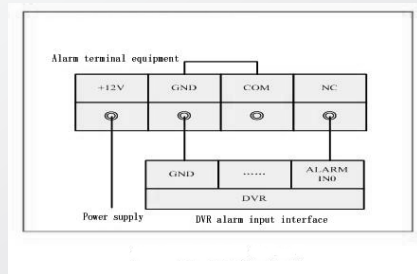 Alarm terminal equipment
+12V GND COM NC
GND ...... ALARM IN0
DVR
Power supply DVR alarm input interface